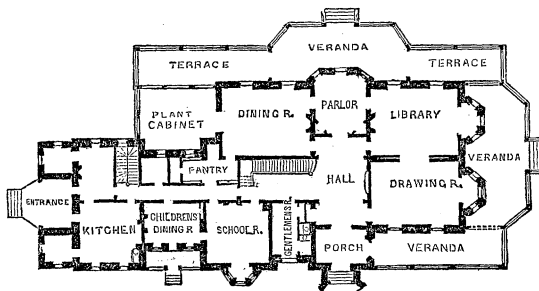 VERANDA
TERRACE
TERRACE
PLANT
CABINET
DINING R.
PARLOR
LIBRARY
PANTRY
VERANDA
HALL
DRAWING R.
ENTRANCE
KITCHEN
CHILDRENS
DINING R
SCHOOL R.
GENTLEMENS R.
PORCH
VERANDA